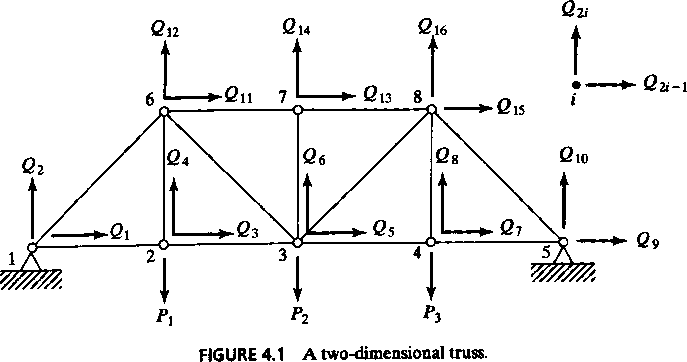 Q2i
Q12 Q14 Q16
i Q2i−1
6 Q11 7 Q13 8 Q15
Q2 Q4 Q6 Q8 Q10
Q1 Q3 Q5 Q7 Q9
1 2 3 4 5
P1 P2 P3
FIGURE 4.1 A two-dimensional truss.